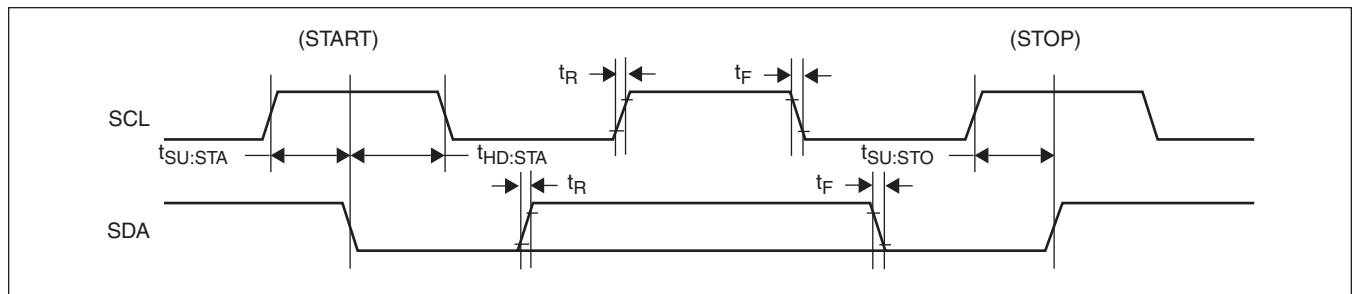 (START)
(STOP)
tR
tF
SCL
tSU:STA
tHD:STA
tSU:STO
tR
tF
SDA